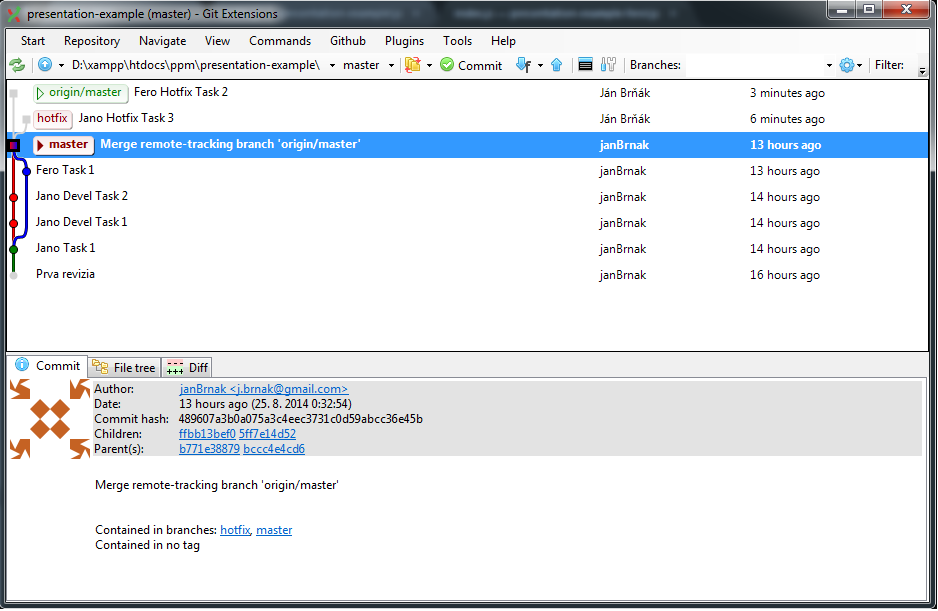 presentation-example (master) - Git Extensions
Start Repository Navigate View Commands Github Plugins Tools Help
D:\xampp\htdocs\ppm\presentation-example\ master Commit Branches: Filter:
origin/master Fero Hotfix Task 2 Ján Brňák 3 minutes ago
hotfix Jano Hotfix Task 3 Ján Brňák 6 minutes ago
master Merge remote-tracking branch 'origin/master' janBrnak 13 hours ago
Fero Task 1 janBrnak 13 hours ago
Jano Devel Task 2 janBrnak 14 hours ago
Jano Devel Task 1 janBrnak 14 hours ago
Jano Task 1 janBrnak 14 hours ago
Prva revizia janBrnak 16 hours ago
Commit File tree Diff
Author: janBrnak <j.brnak@gmail.com>
Date: 13 hours ago (25. 8. 2014 0:32:54)
Commit hash: 489607a3b0a075a3c4eec3731c0d59abcc36e45b
Children: ffbb13bef0 5ff7e14d52
Parent(s): b771e38879 bccc4e4cd6
Merge remote-tracking branch 'origin/master'
Contained in branches: hotfix, master
Contained in no tag